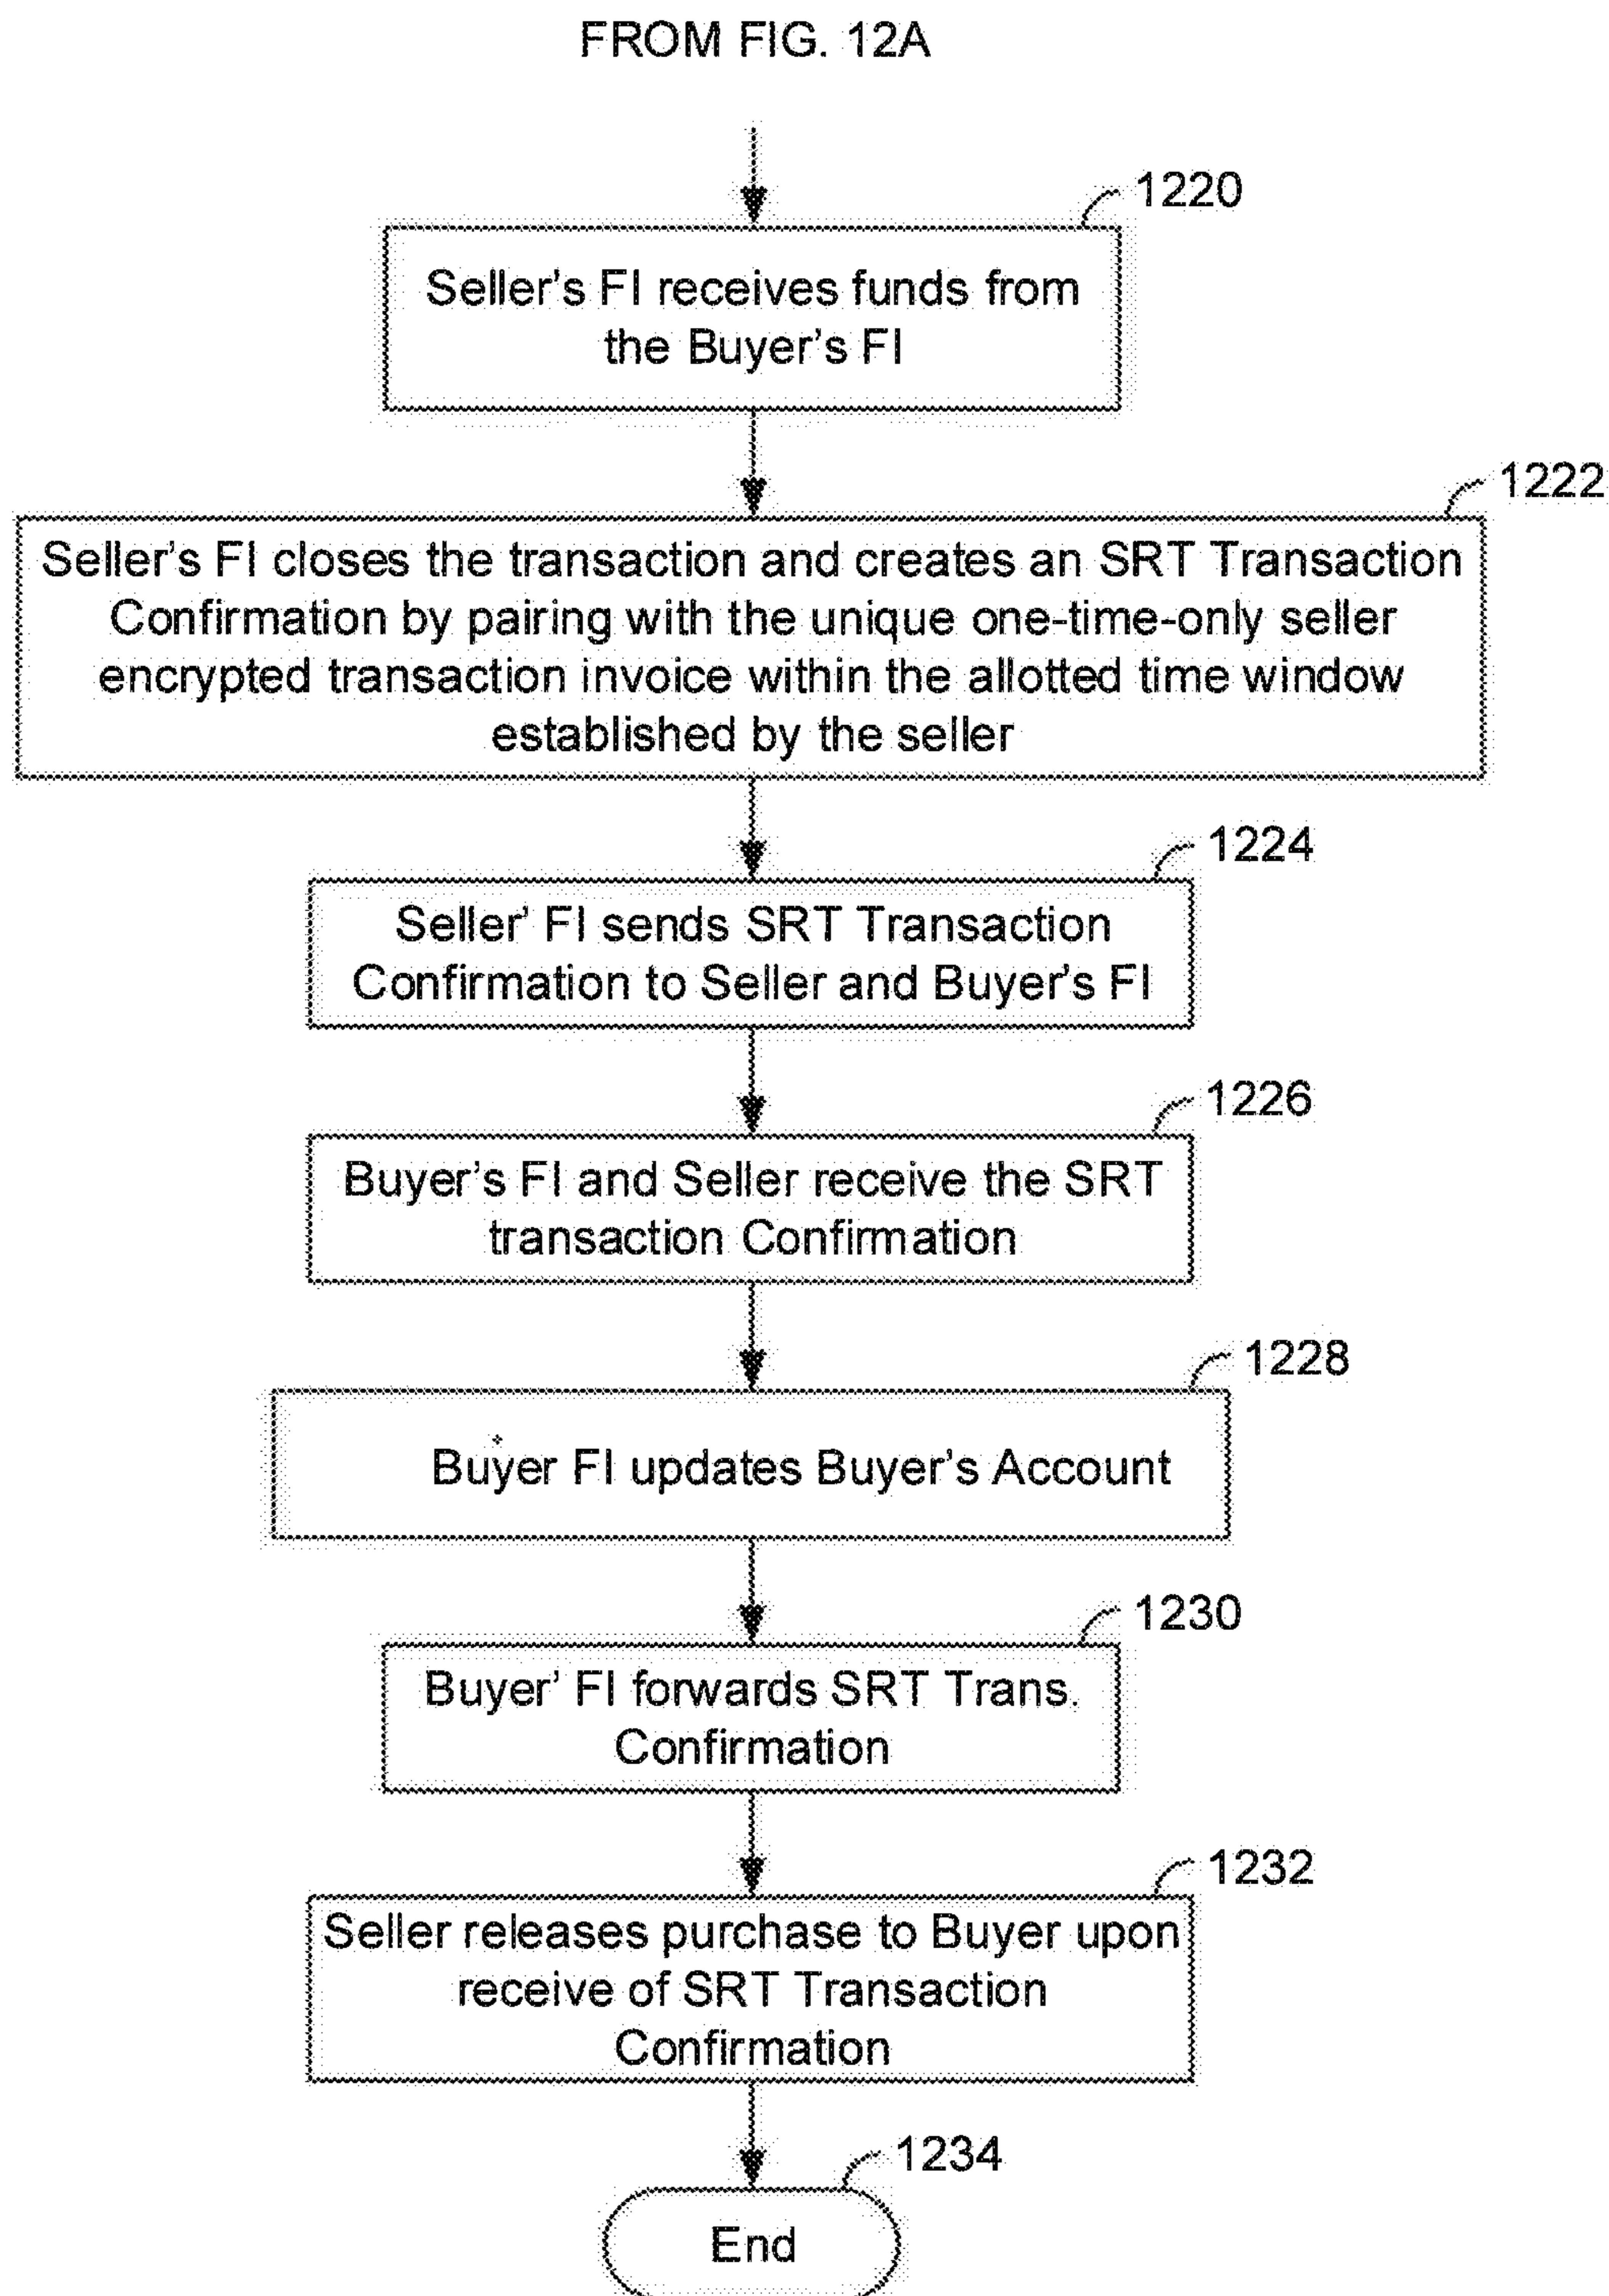 FROM FIG. 12A
1220
Seller's FI receives funds from
the Buyer's FI
1222
Seller's FI closes the transaction and creates an SRT Transaction
Confirmation by pairing with the unique one-time-only seller
encrypted transaction invoice within the allotted time window
established by the seller
1224
Seller' FI sends SRT Transaction
Confirmation to Seller and Buyer's FI
1226
Buyer's FI and Seller receive the SRT
transaction Confirmation
1228
Buyer FI updates Buyer's Account
1230
Buyer' FI forwards SRT Trans.
Confirmation
1232
Seller releases purchase to Buyer upon
receive of SRT Transaction
Confirmation
1234
End